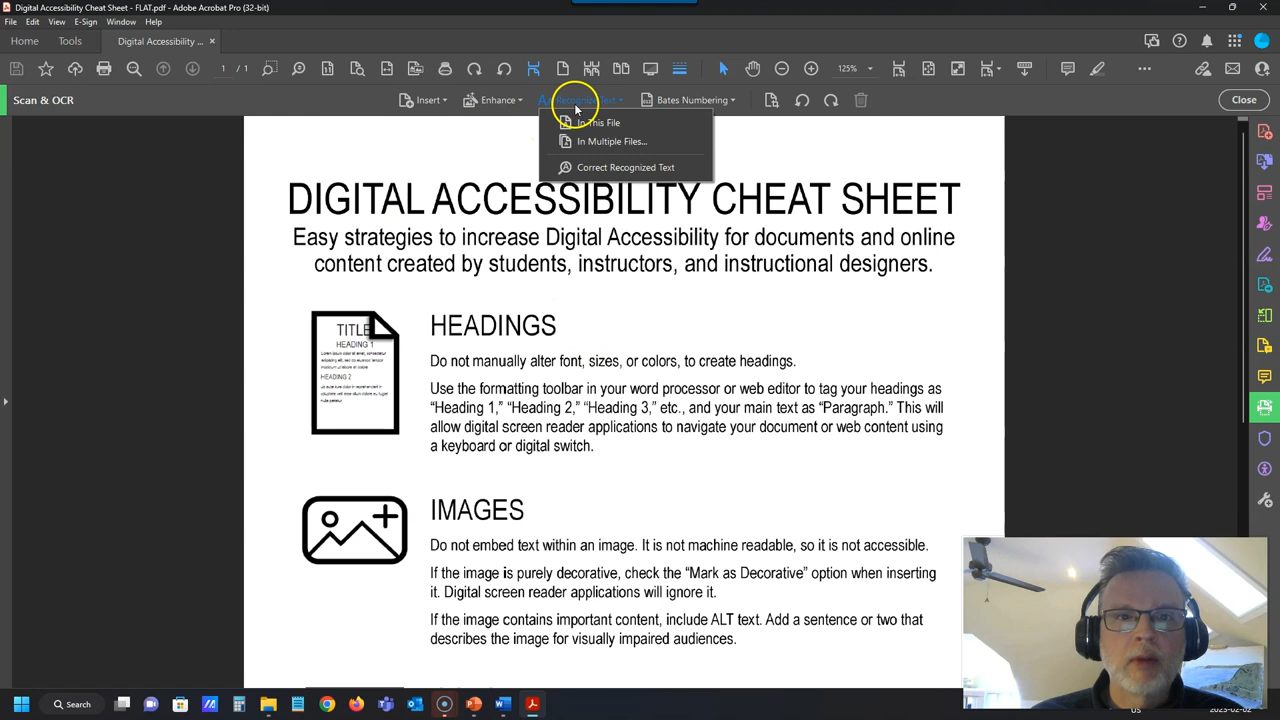 Digital Accessibility Cheat Sheet - FLAT.pdf - Adobe Acrobat Pro (32-bit)
File Edit View E-Sign Window Help
Home Tools Digital Accessibility ... ×
1 / 1 125%
Scan & OCR Insert Enhance Recognize Text Bates Numbering Close
In This File
In Multiple Files...
Correct Recognized Text
DIGITAL ACCESSIBILITY CHEAT SHEET
Easy strategies to increase Digital Accessibility for documents and online
content created by students, instructors, and instructional designers.
TITLE
HEADING 1
HEADING 2
HEADINGS
Do not manually alter font, sizes, or colors, to create headings.
Use the formatting toolbar in your word processor or web editor to tag your headings as
“Heading 1,” “Heading 2,” “Heading 3,” etc., and your main text as “Paragraph.” This will
allow digital screen reader applications to navigate your document or web content using
a keyboard or digital switch.
IMAGES
Do not embed text within an image. It is not machine readable, so it is not accessible.
If the image is purely decorative, check the “Mark as Decorative” option when inserting
it. Digital screen reader applications will ignore it.
If the image contains important content, include ALT text. Add a sentence or two that
describes the image for visually impaired audiences.
Search
US 2023-02-02